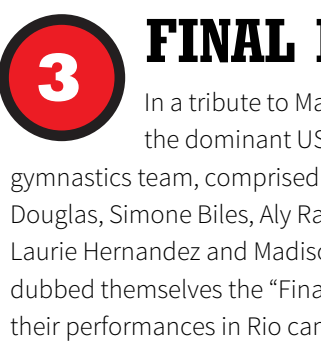 3
FINAL
In a tribute to Ma
the dominant US
gymnastics team, comprised
Douglas, Simone Biles, Aly Ra
Laurie Hernandez and Madiso
dubbed themselves the “Fina
their performances in Rio car